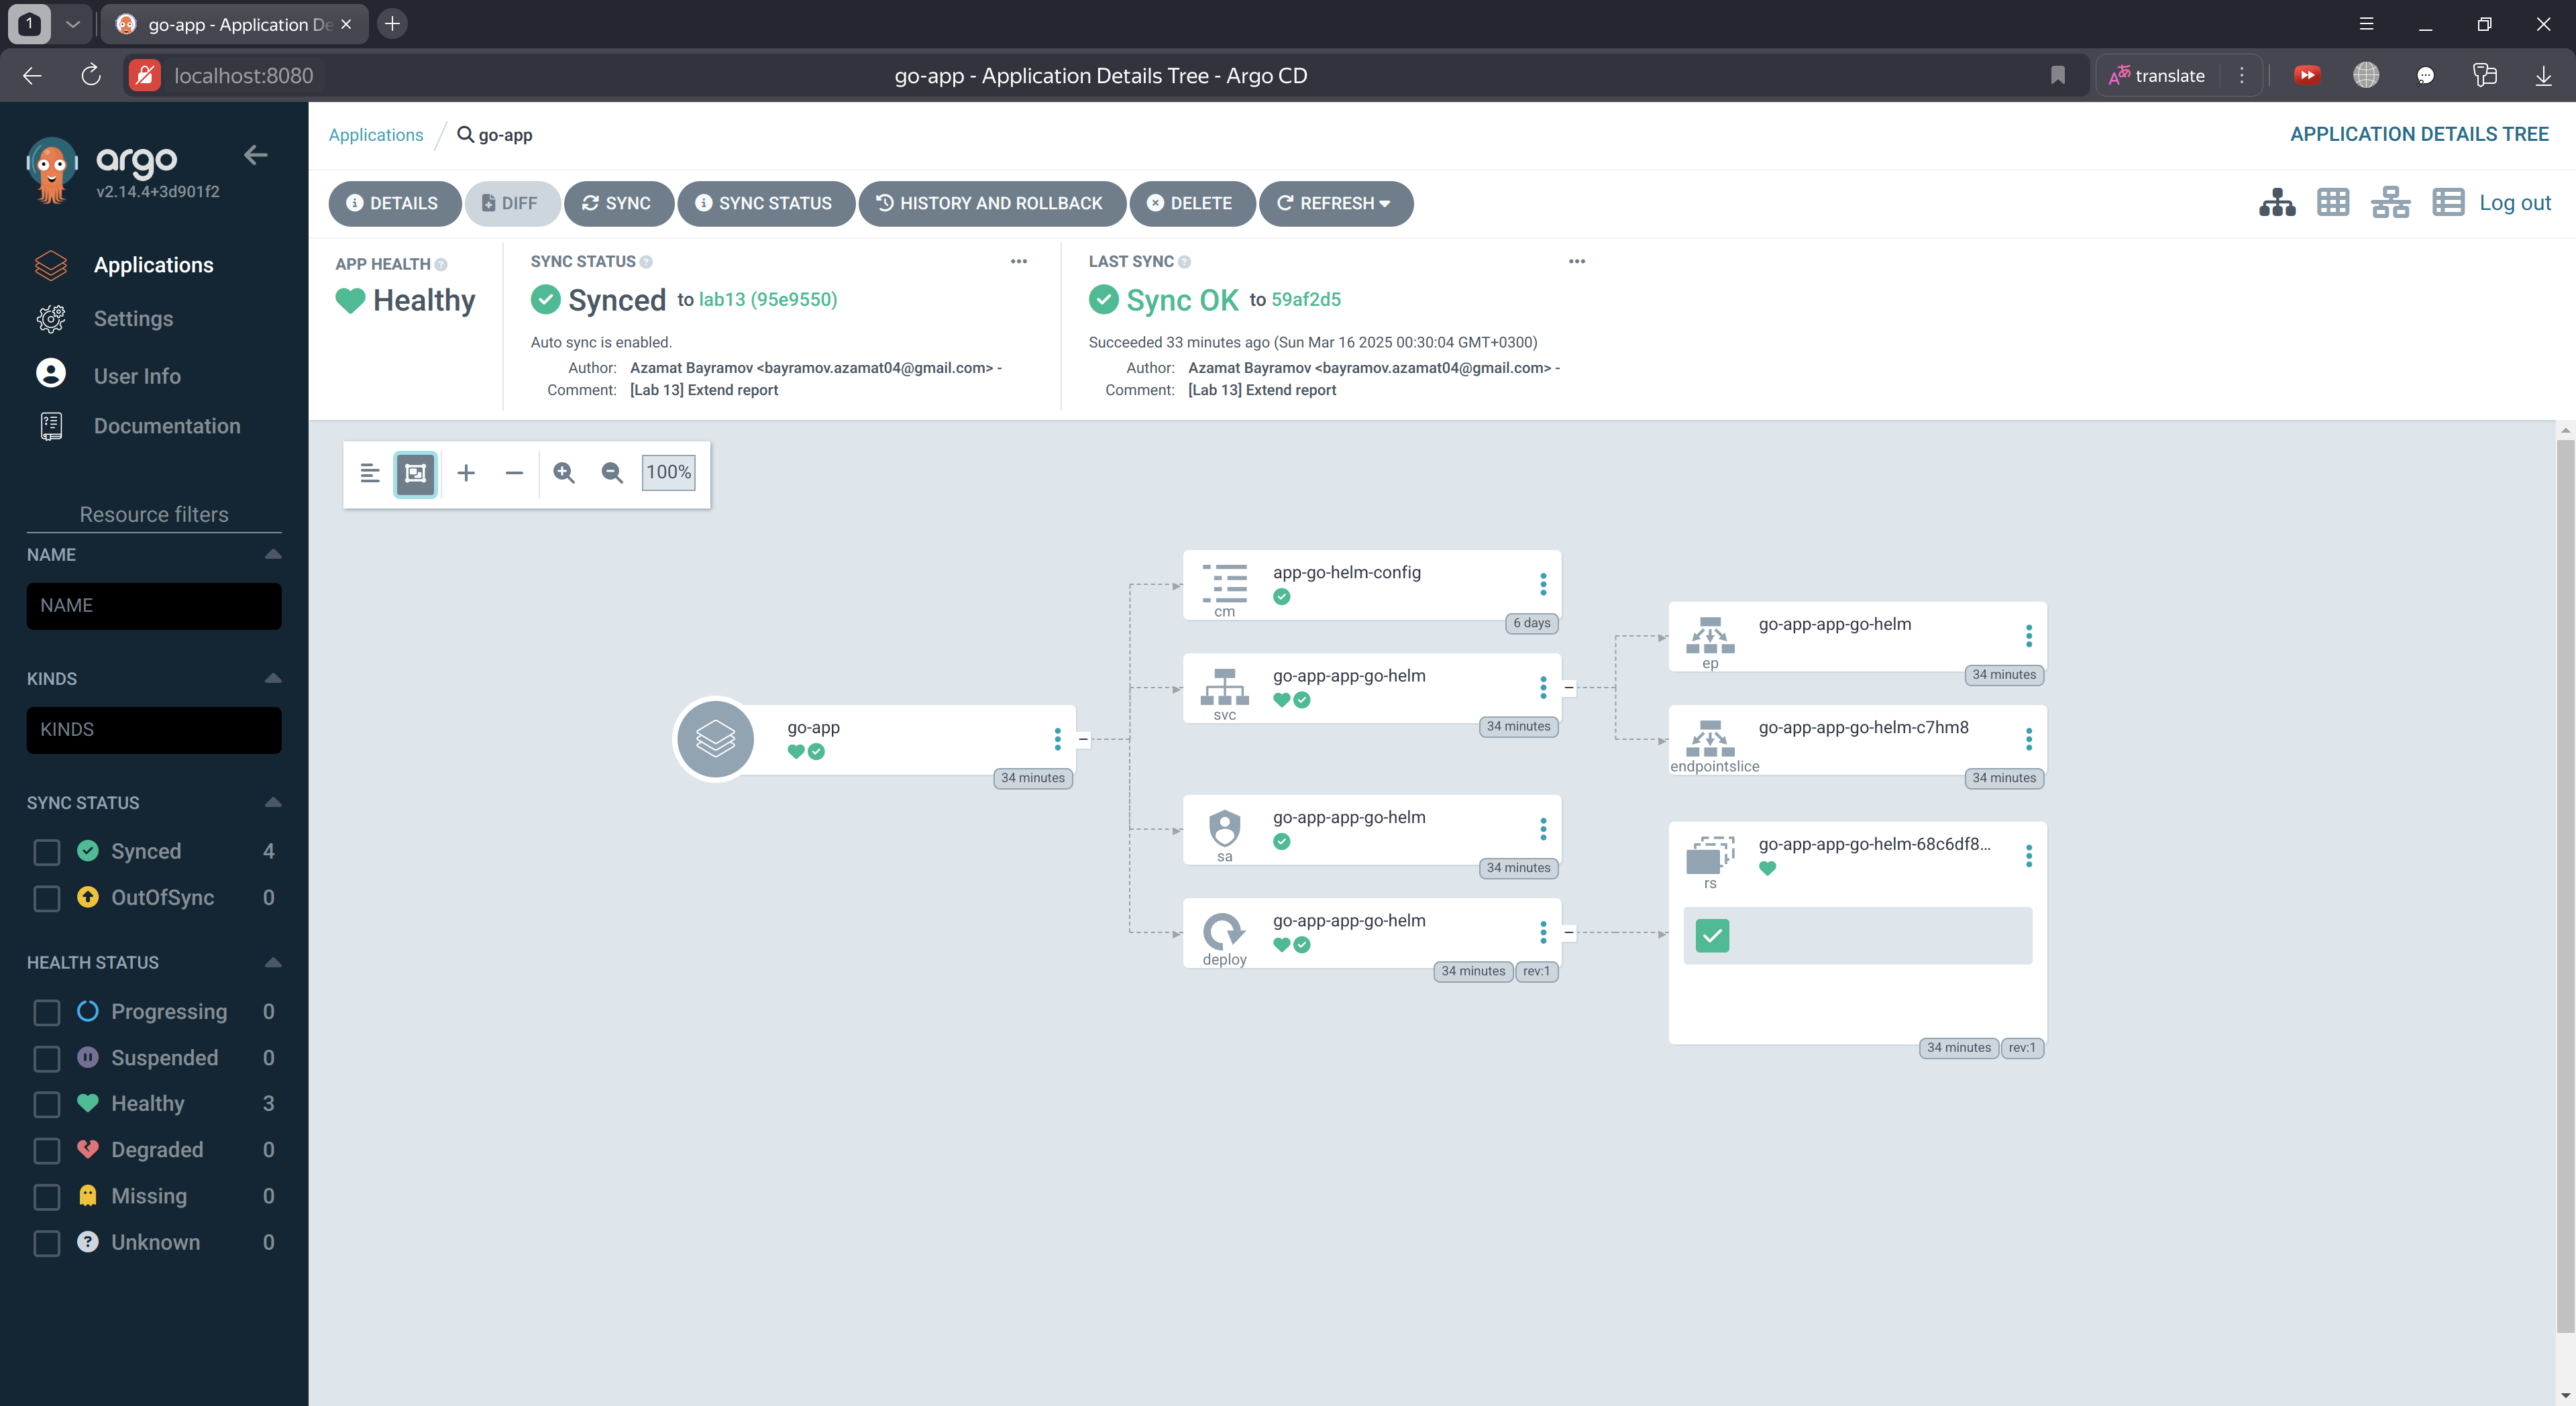 1
go-app - Application De
localhost:8080
go-app - Application Details Tree - Argo CD
translate
argo
v2.14.4+3d901f2
Applications
Settings
User Info
Documentation
Resource filters
NAME
NAME
KINDS
KINDS
SYNC STATUS
Synced 4
OutOfSync 0
HEALTH STATUS
Progressing 0
Suspended 0
Healthy 3
Degraded 0
Missing 0
Unknown 0
Applications / go-app
APPLICATION DETAILS TREE
DETAILS DIFF SYNC SYNC STATUS HISTORY AND ROLLBACK DELETE REFRESH
Log out
APP HEALTH
Healthy
SYNC STATUS
Synced to lab13 (95e9550)
Auto sync is enabled.
Author: Azamat Bayramov <bayramov.azamat04@gmail.com> -
Comment: [Lab 13] Extend report
LAST SYNC
Sync OK to 59af2d5
Succeeded 33 minutes ago (Sun Mar 16 2025 00:30:04 GMT+0300)
Author: Azamat Bayramov <bayramov.azamat04@gmail.com> -
Comment: [Lab 13] Extend report
100%
go-app
34 minutes
app-go-helm-config
cm
6 days
go-app-app-go-helm
svc
34 minutes
go-app-app-go-helm
sa
34 minutes
go-app-app-go-helm
deploy
34 minutes rev:1
go-app-app-go-helm
ep
34 minutes
go-app-app-go-helm-c7hm8
endpointslice
34 minutes
go-app-app-go-helm-68c6df8...
rs
34 minutes rev:1